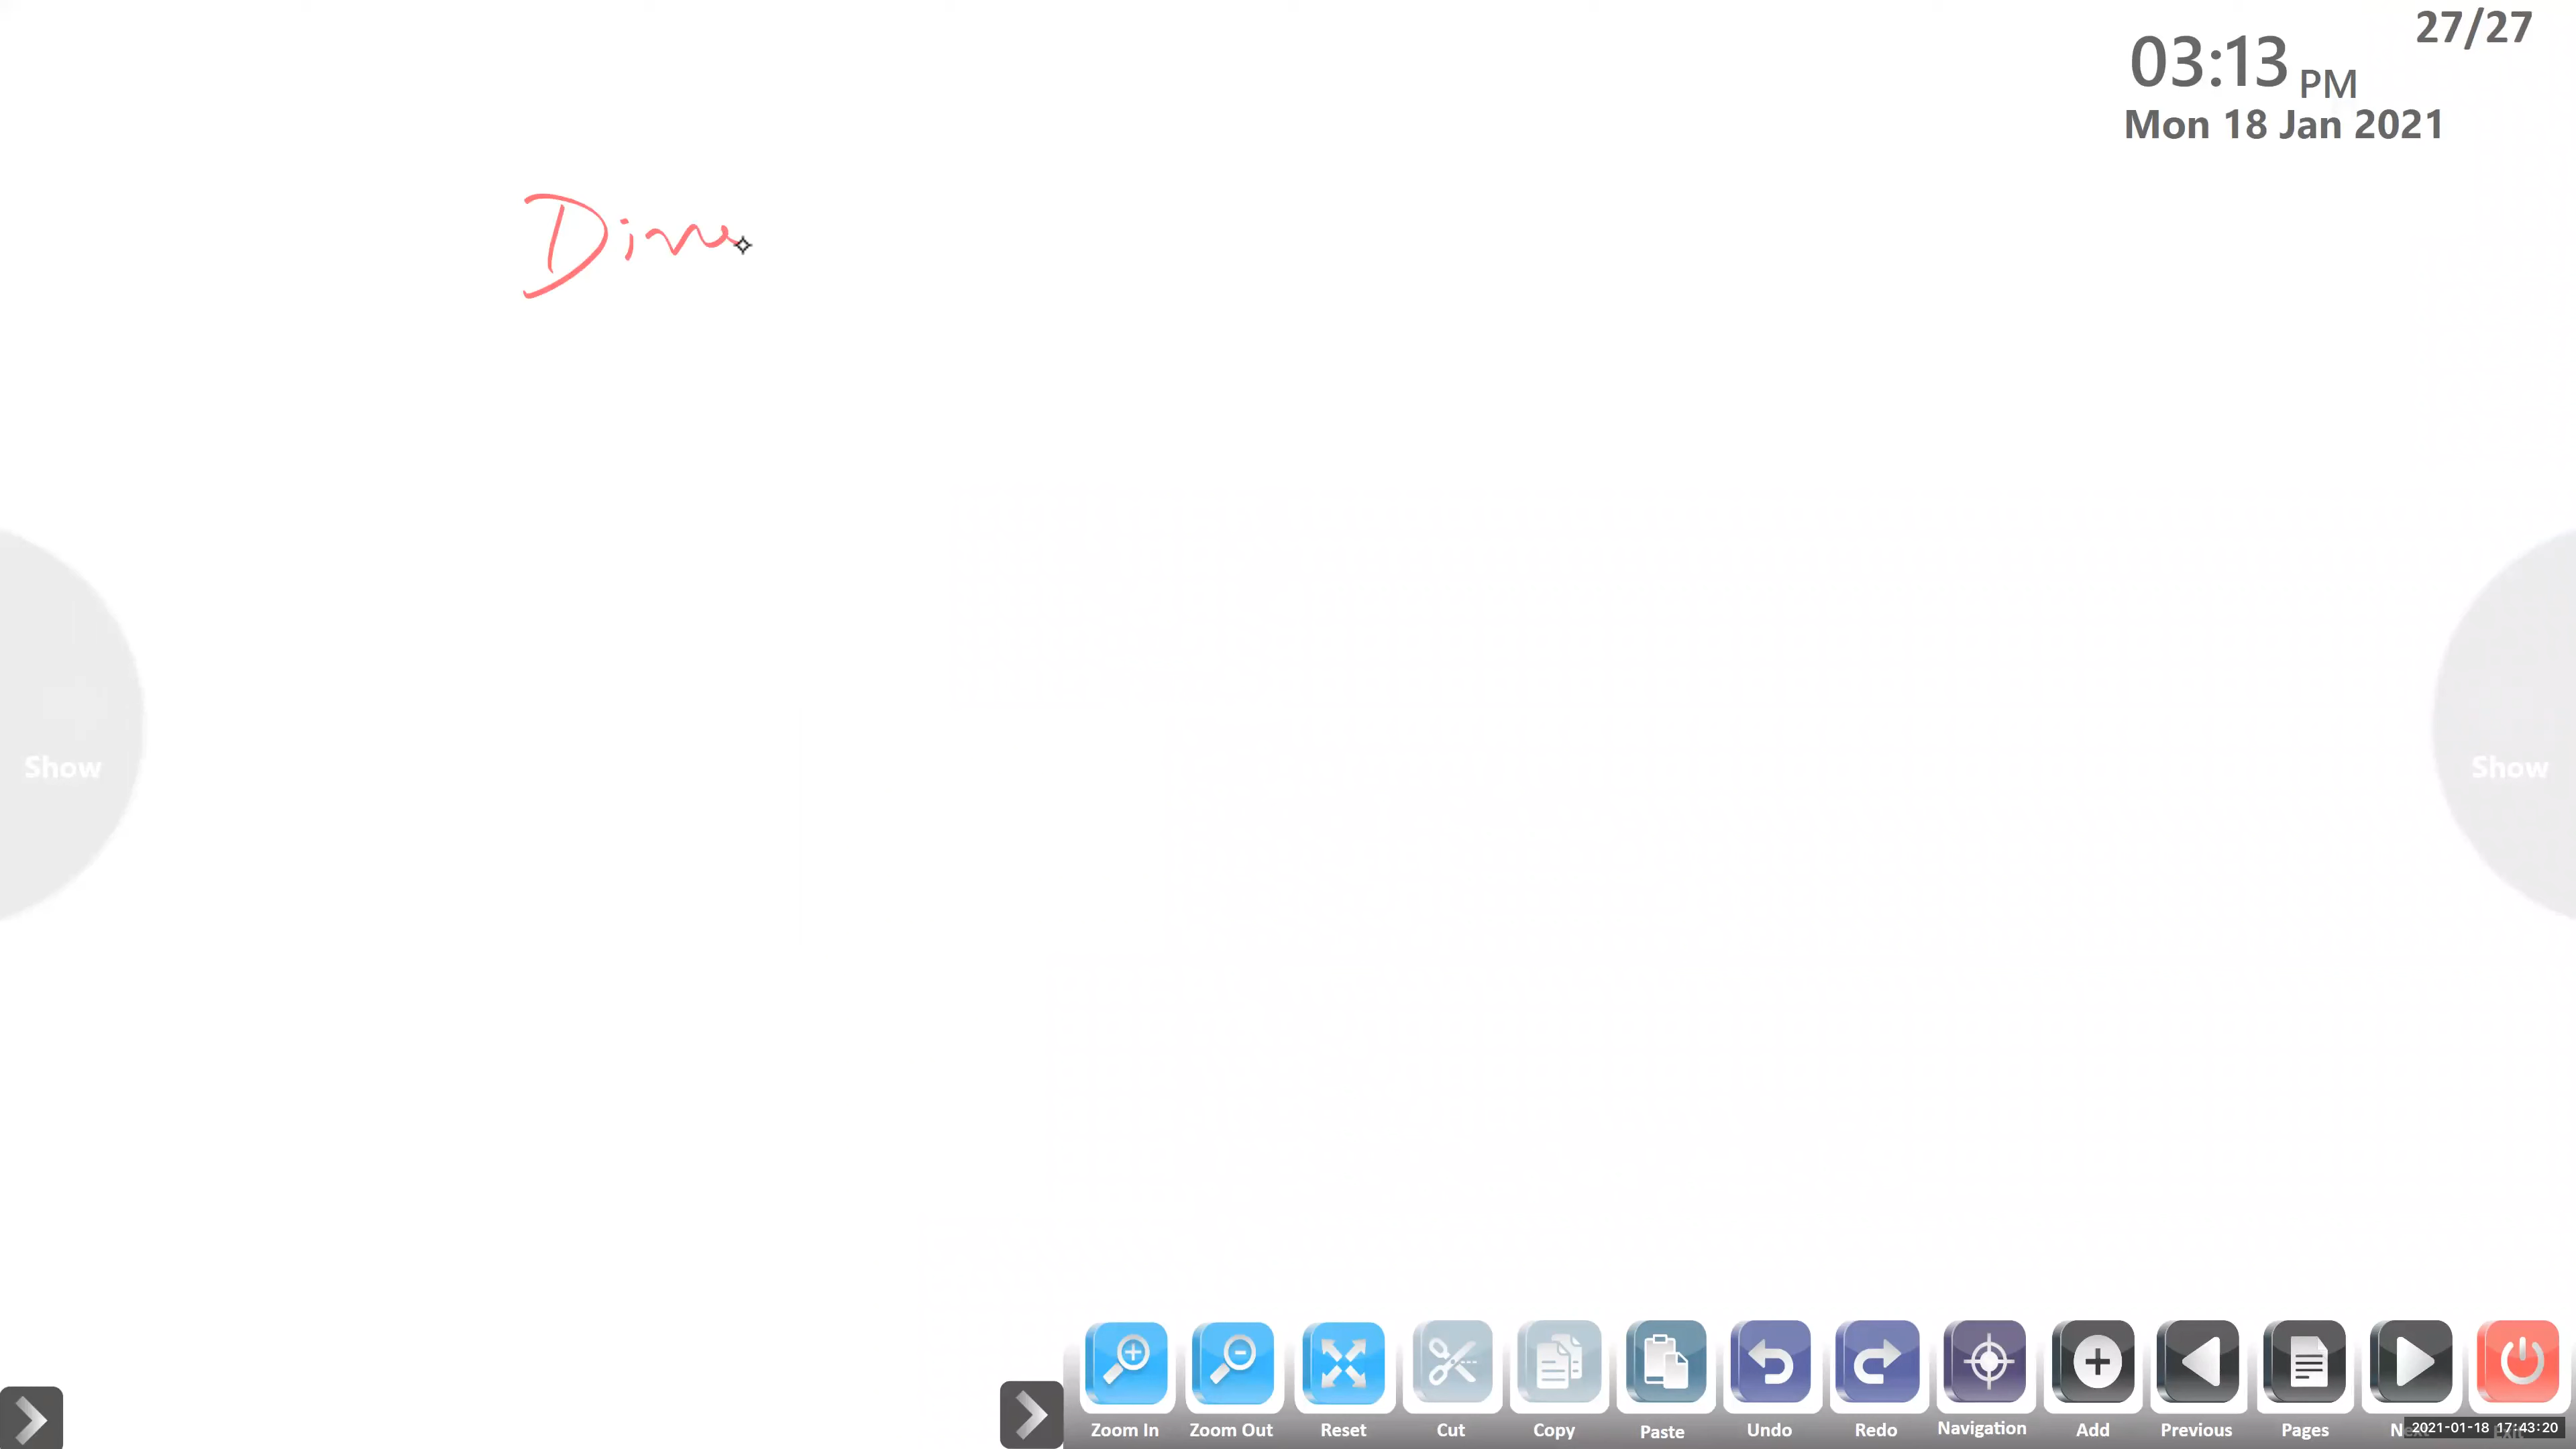 27/27
03:13 PM
Mon 18 Jan 2021
Show
Show
Zoom In Zoom Out Reset Cut Copy Paste Undo Redo Navigation Add Previous Pages
2021-01-18 17:43:20